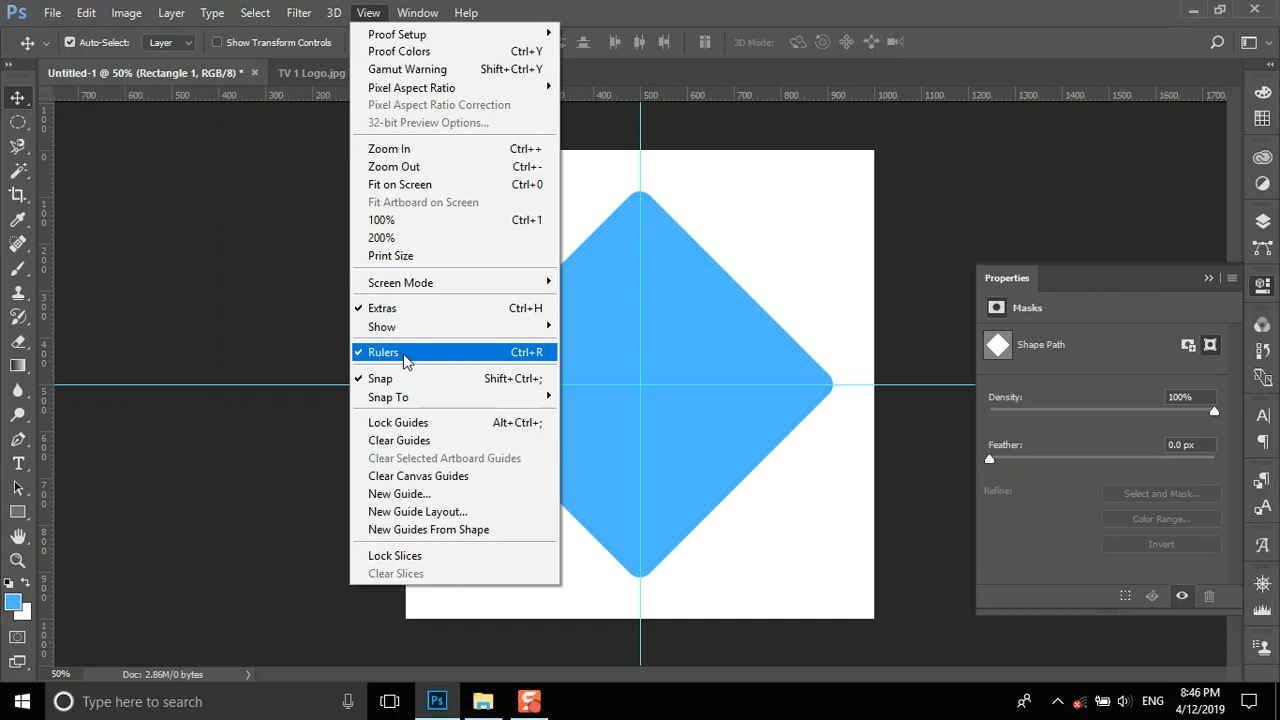 Ps File Edit Image Layer Type Select Filter 3D View Window Help
Auto-Select: Layer Show Transform Controls 3D Mode:
Untitled-1 @ 50% (Rectangle 1, RGB/8) * × TV 1 Logo.jpg
700 600 500 400 300 200 400 500 600 700 800 900 1000 1100 1200 1300 1400 1500 1600 1700
Proof Setup
Proof Colors Ctrl+Y
Gamut Warning Shift+Ctrl+Y
Pixel Aspect Ratio
Pixel Aspect Ratio Correction
32-bit Preview Options...
Zoom In Ctrl++
Zoom Out Ctrl+-
Fit on Screen Ctrl+0
Fit Artboard on Screen
100% Ctrl+1
200%
Print Size
Screen Mode
Extras Ctrl+H
Show
Rulers Ctrl+R
Snap Shift+Ctrl+;
Snap To
Lock Guides Alt+Ctrl+;
Clear Guides
Clear Selected Artboard Guides
Clear Canvas Guides
New Guide...
New Guide Layout...
New Guides From Shape
Lock Slices
Clear Slices
Properties
Masks
Shape Path
Density: 100%
Feather: 0.0 px
Refine: Select and Mask...
Color Range...
Invert
50% Doc: 2.86M/0 bytes
Type here to search
Ps
ENG
8:46 PM
4/12/2019